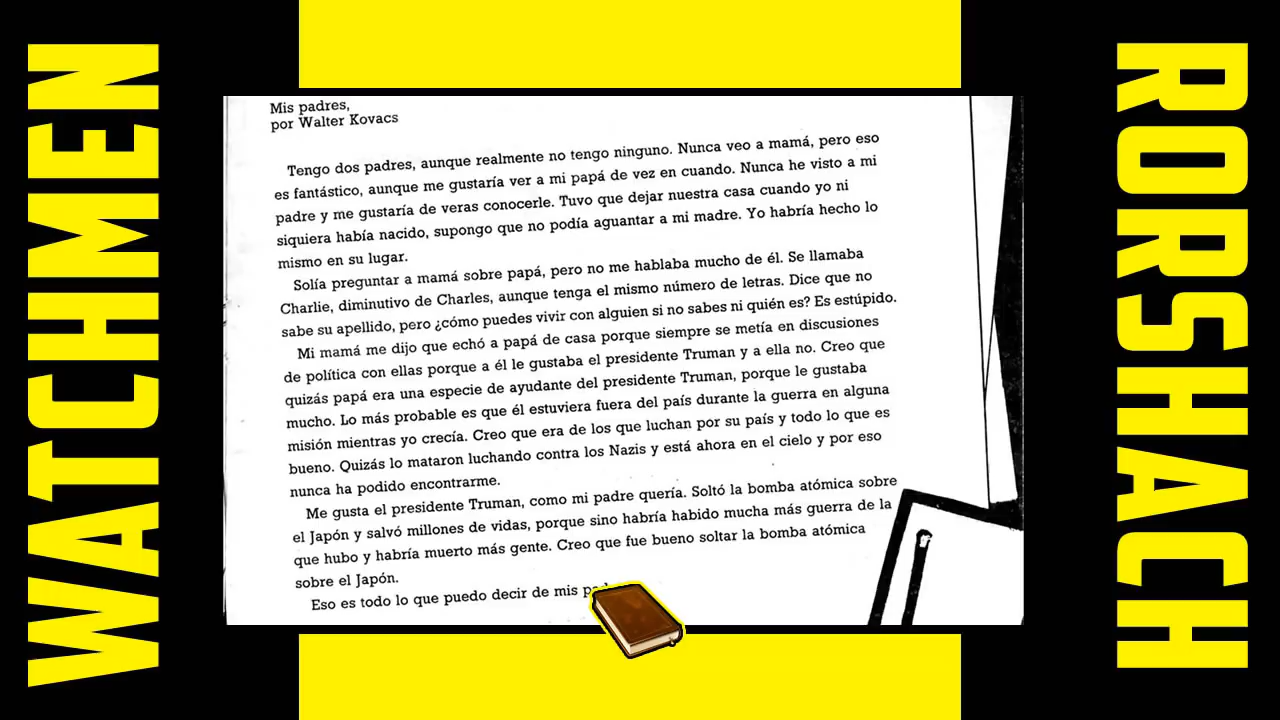 WATCHMEN
Mis padres,
por Walter Kovacs
Tengo dos padres, aunque realmente no tengo ninguno. Nunca veo a mamá, pero eso
es fantástico, aunque me gustaría ver a mi papá de vez en cuando. Nunca he visto a mi
padre y me gustaría de veras conocerle. Tuvo que dejar nuestra casa cuando yo ni
siquiera había nacido, supongo que no podía aguantar a mi madre. Yo habría hecho lo
mismo en su lugar.
Solía preguntar a mamá sobre papá, pero no me hablaba mucho de él. Se llamaba
Charlie, diminutivo de Charles, aunque tenga el mismo número de letras. Dice que no
sabe su apellido, pero ¿cómo puedes vivir con alguien si no sabes ni quién es? Es estúpido.
Mi mamá me dijo que echó a papá de casa porque siempre se metía en discusiones
de política con ellas porque a él le gustaba el presidente Truman y a ella no. Creo que
quizás papá era una especie de ayudante del presidente Truman, porque le gustaba
mucho. Lo más probable es que él estuviera fuera del país durante la guerra en alguna
misión mientras yo crecía. Creo que era de los que luchan por su país y todo lo que es
bueno. Quizás lo mataron luchando contra los Nazis y está ahora en el cielo y por eso
nunca ha podido encontrarme.
Me gusta el presidente Truman, como mi padre quería. Soltó la bomba atómica sobre
el Japón y salvó millones de vidas, porque sino habría habido mucha más guerra de la
que hubo y habría muerto más gente. Creo que fue bueno soltar la bomba atómica
sobre el Japón.
Eso es todo lo que puedo decir de mis
RORSHACH